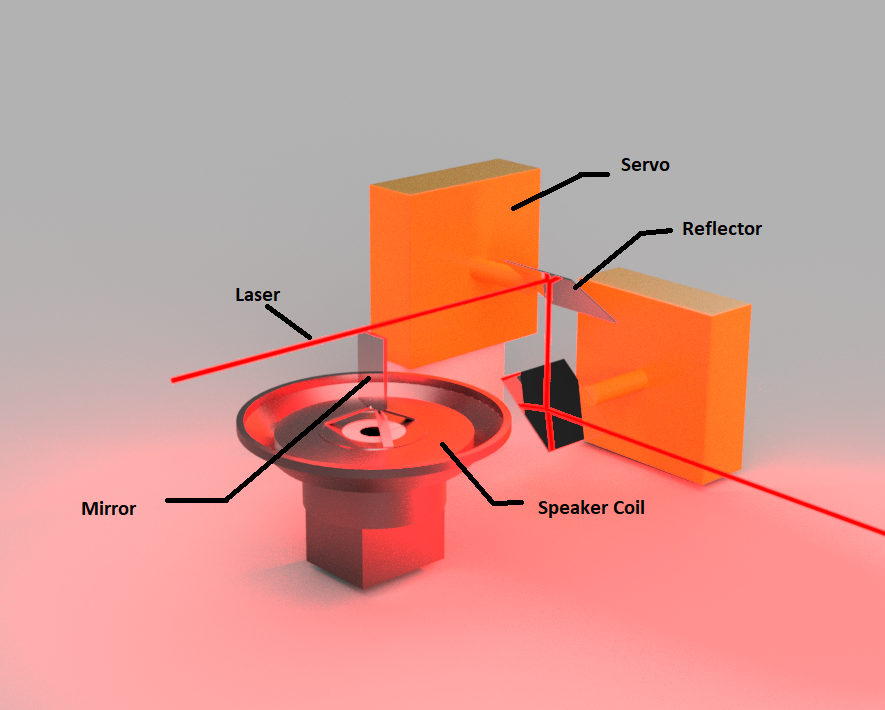 Servo
Reflector
Laser
Mirror
Speaker Coil